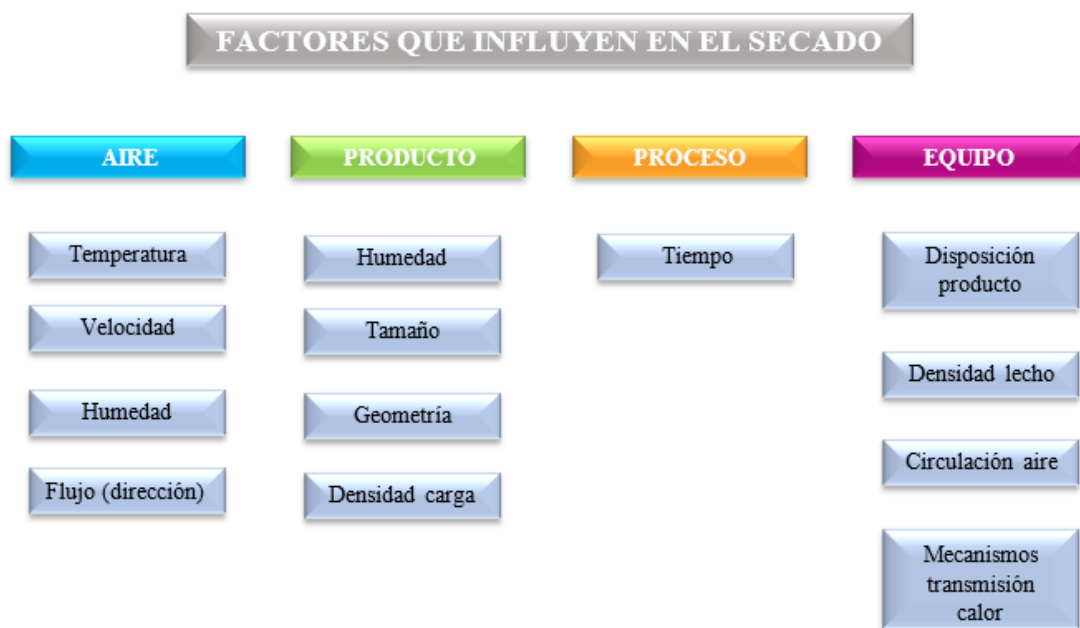 FACTORES QUE INFLUYEN EN EL SECADO
AIRE
PRODUCTO
PROCESO
EQUIPO
Temperatura
Velocidad
Humedad
Flujo (dirección)
Humedad
Tamaño
Geometría
Densidad carga
Tiempo
Disposición
producto
Densidad lecho
Circulación aire
Mecanismos
transmisión
calor